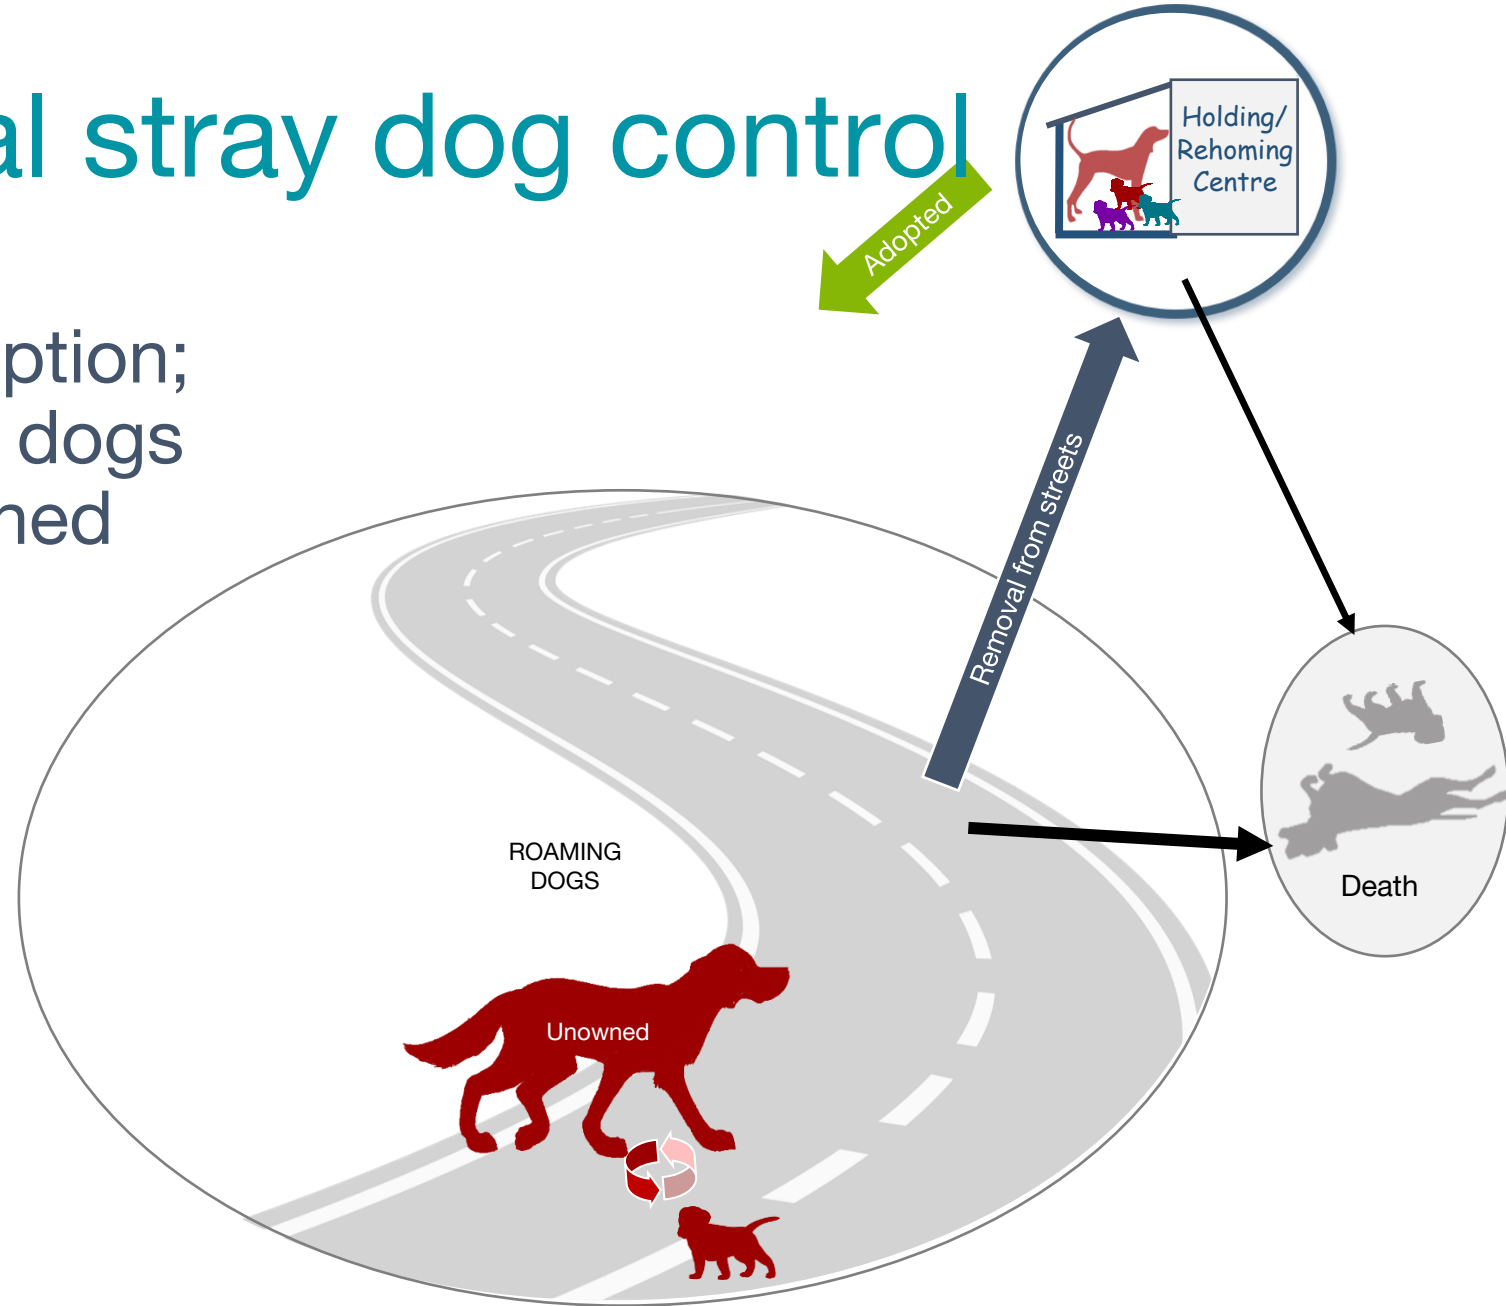 al stray dog control
Holding/
Rehoming
Centre
Adopted
ption;
dogs
ned
Removal from streets
ROAMING
DOGS
Death
Unowned